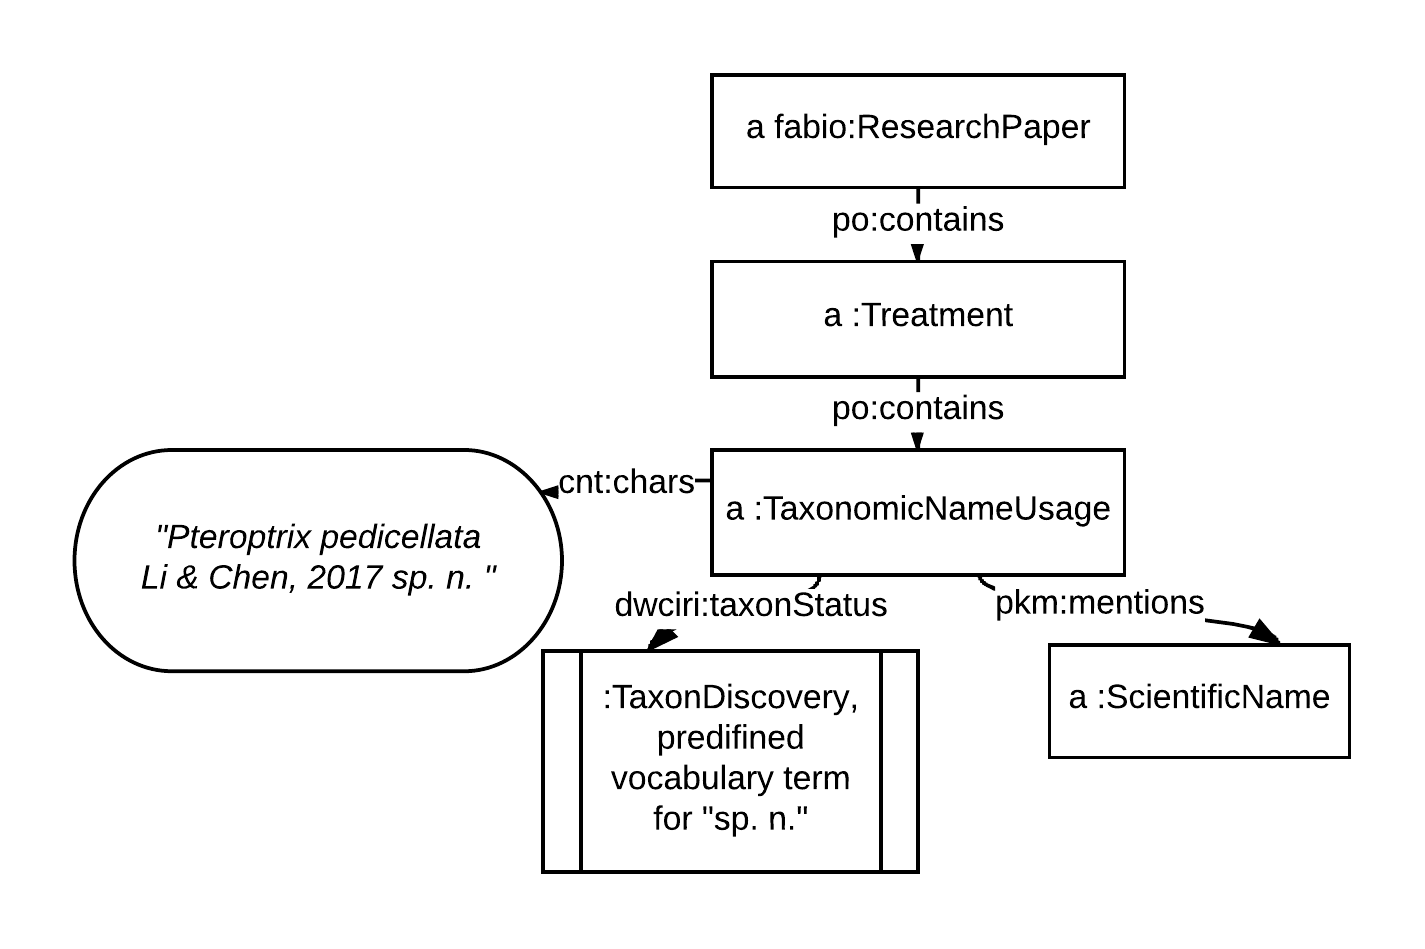 a fabio:ResearchPaper
po:contains
a :Treatment
po:contains
cnt:chars
a :TaxonomicNameUsage
"Pteroptrix pedicellata
Li & Chen, 2017 sp. n. "
dwciri:taxonStatus
pkm:mentions
:TaxonDiscovery,
predifined
vocabulary term
for "sp. n."
a :ScientificName